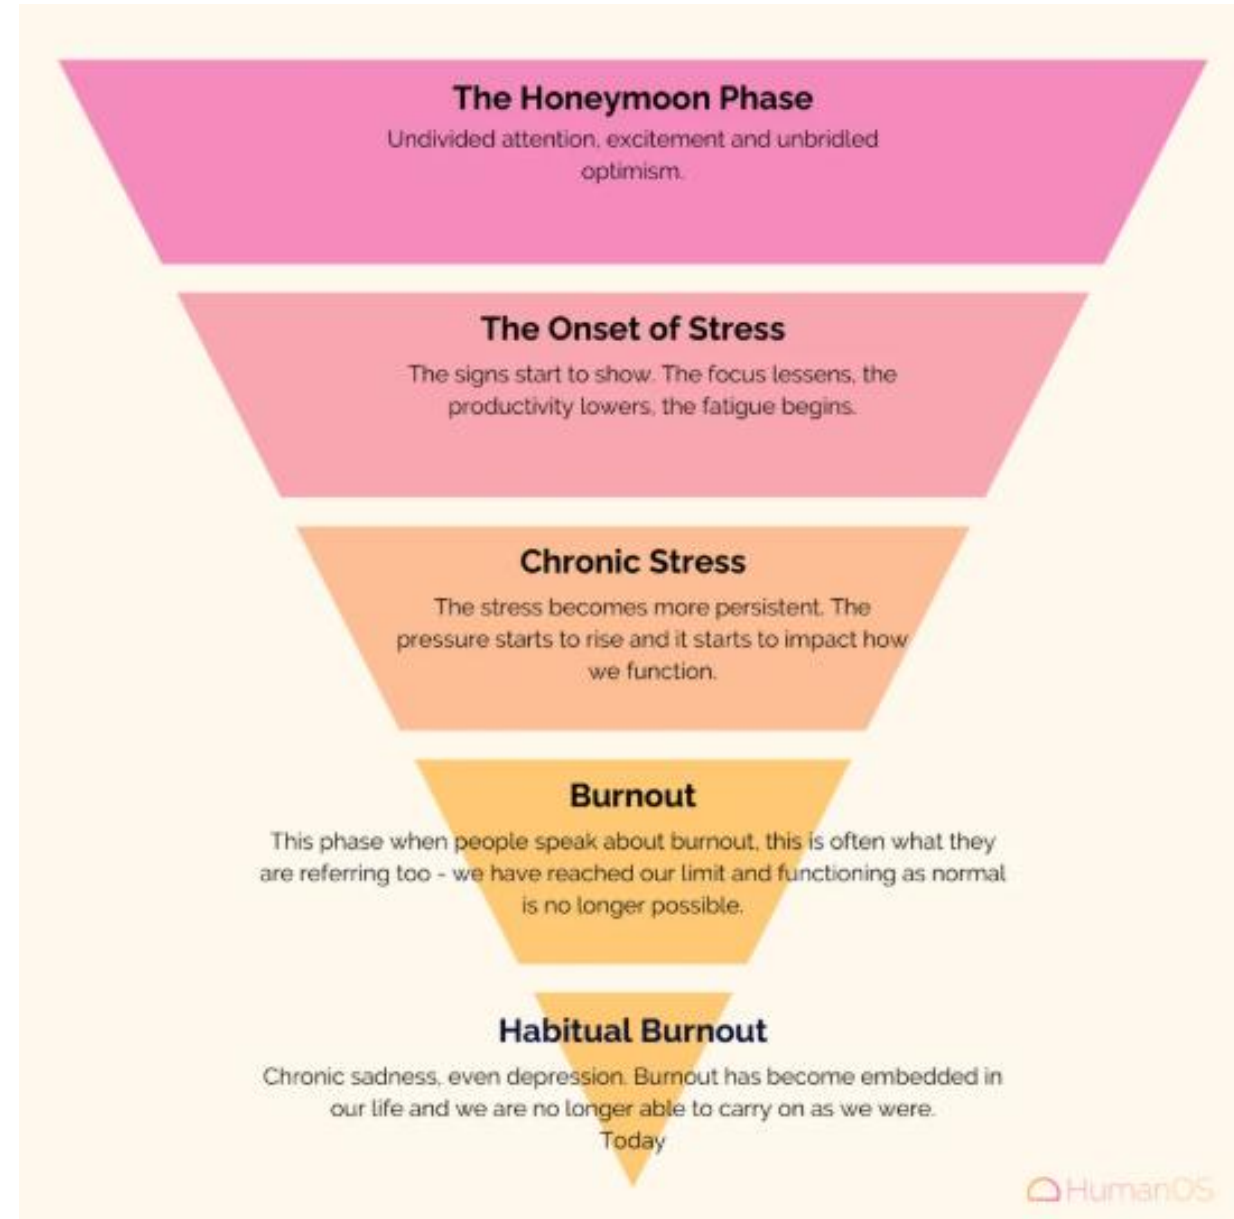 The Honeymoon Phase
Undivided attention, excitement and unbridled
optimism.
The Onset of Stress
The signs start to show. The focus lessens, the
productivity lowers, the fatigue begins.
Chronic Stress
The stress becomes more persistent. The
pressure starts to rise and it starts to impact how
we function.
Burnout
This phase when people speak about burnout, this is often what they
are referring too - we have reached our limit and functioning as normal
is no longer possible.
Habitual Burnout
Chronic sadness, even depression. Burnout has become embedded in
our life and we are no longer able to carry on as we were.
Today
HumanOS